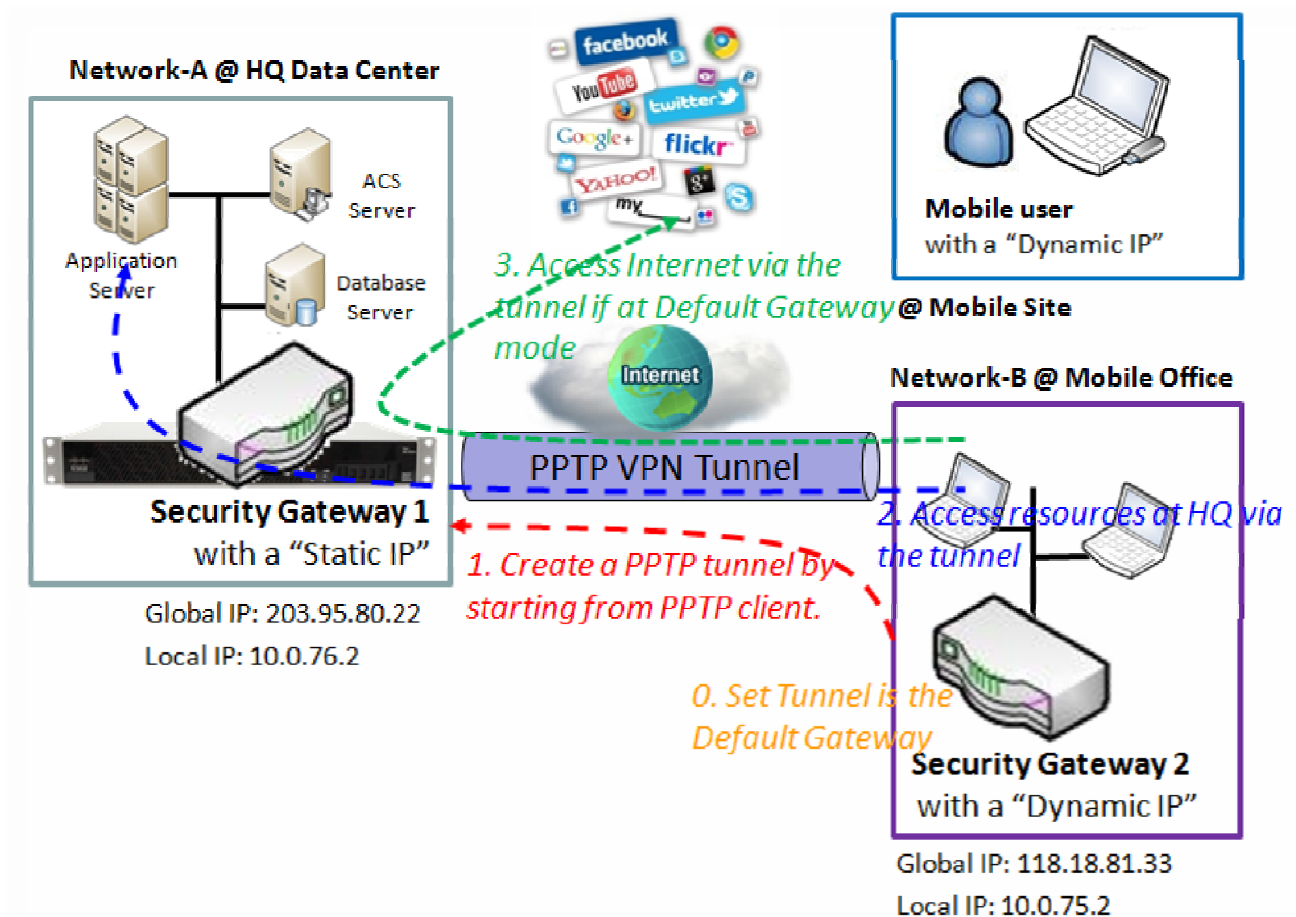 Network-A @ HQ Data Center
ACS
Server
Application
Server
Database
Server
Security Gateway 1
with a “Static IP”
Global IP: 203.95.80.22
Local IP: 10.0.76.2
facebook
YouTube
twitter
Google+
flickr
YAHOO!
my
g+
3. Access Internet via the
tunnel if at Default Gateway
mode
Internet
PPTP VPN Tunnel
1. Create a PPTP tunnel by
starting from PPTP client.
0. Set Tunnel is the
Default Gateway
Mobile user
with a “Dynamic IP”
@ Mobile Site
Network-B @ Mobile Office
2. Access resources at HQ via
the tunnel
Security Gateway 2
with a “Dynamic IP”
Global IP: 118.18.81.33
Local IP: 10.0.75.2